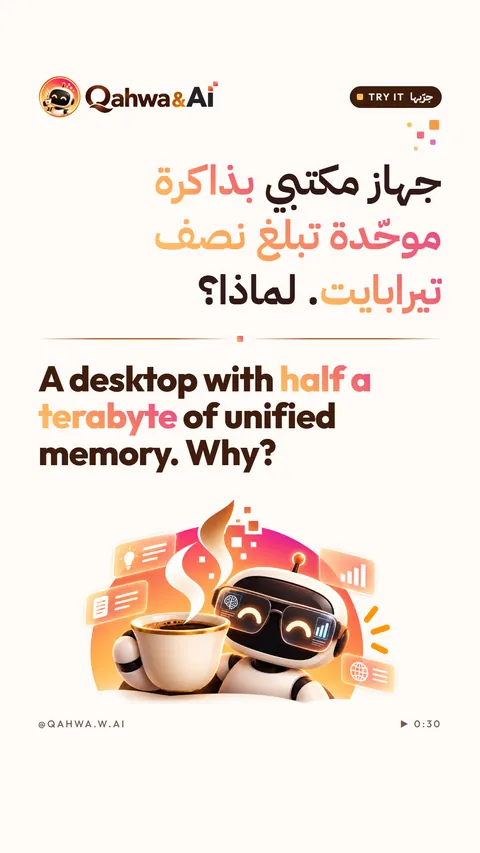 Qahwa&Ai
TRY IT جرّبها
جهاز مكتبي بذاكرة
موحّدة تبلغ نصف
تيرابايت. لماذا؟
A desktop with half a
terabyte of unified
memory. Why?
@QAHWA.W.AI
0:30